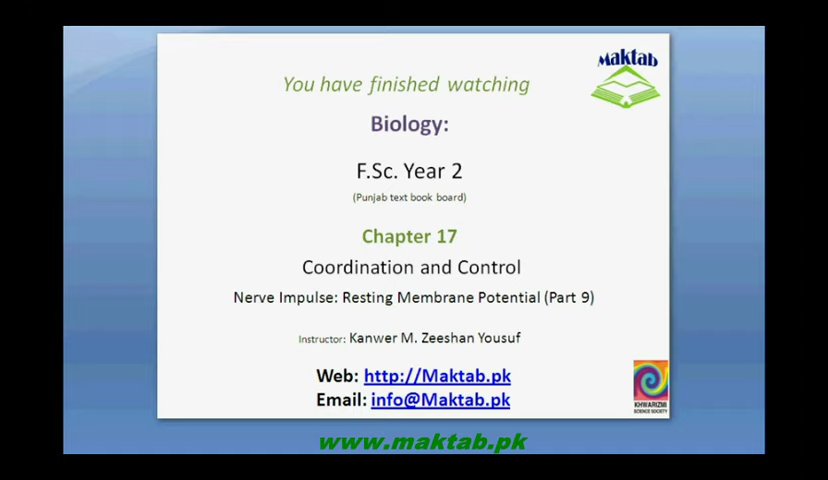 Maktab
You have finished watching
Biology:
F.Sc. Year 2
(Punjab text book board)
Chapter 17
Coordination and Control
Nerve Impulse: Resting Membrane Potential (Part 9)
Instructor: Kanwer M. Zeeshan Yousuf
Web: http://Maktab.pk
Email: info@Maktab.pk
KHWARIZMI
SCIENCE SOCIETY
www.maktab.pk